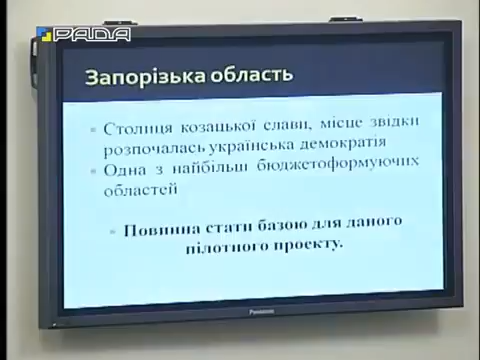 РАДА
Запорізька область
Столиця козацької слави, місце звідки
розпочалась українська демократія
Одна з найбільш бюджетоформуючих
областей
Повинна стати базою для даного
пілотного проекту.
Panasonic